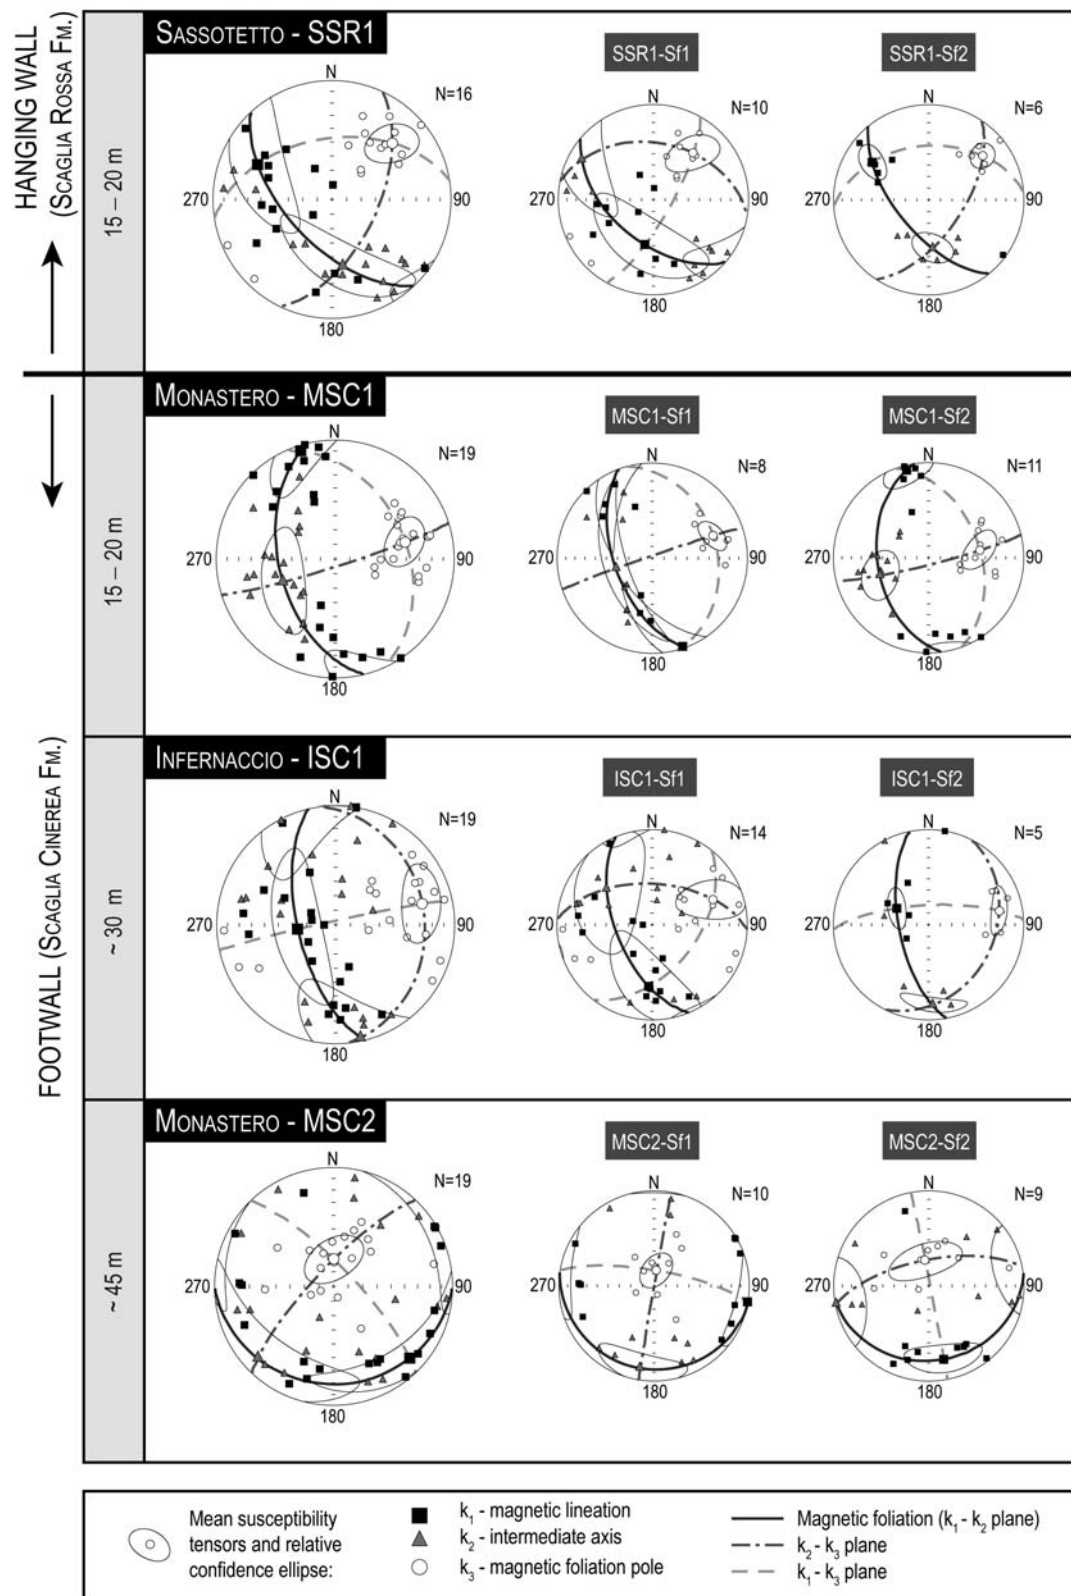 HANGING WALL
(SCAGLIA ROSSA FM.)
15 – 20 m
SASSOTETTO - SSR1
N
N=16
270
90
180
SSR1-Sf1
N
N=10
270
90
180
SSR1-Sf2
N
N=6
270
90
180
FOOTWALL (SCAGLIA CINEREA FM.)
15 – 20 m
MONASTERO - MSC1
N
N=19
270
90
180
MSC1-Sf1
N
N=8
270
90
180
MSC1-Sf2
N
N=11
270
90
180
~ 30 m
INFERNACCIO - ISC1
N
N=19
270
90
180
ISC1-Sf1
N
N=14
270
90
180
ISC1-Sf2
N
N=5
270
90
180
~ 45 m
MONASTERO - MSC2
N
N=19
270
90
180
MSC2-Sf1
N
N=10
270
90
180
MSC2-Sf2
N
N=9
270
90
180
Mean susceptibility
tensors and relative
confidence ellipse:
k₁ - magnetic lineation
k₂ - intermediate axis
k₃ - magnetic foliation pole
Magnetic foliation (k₁ - k₂ plane)
k₂ - k₃ plane
k₁ - k₃ plane